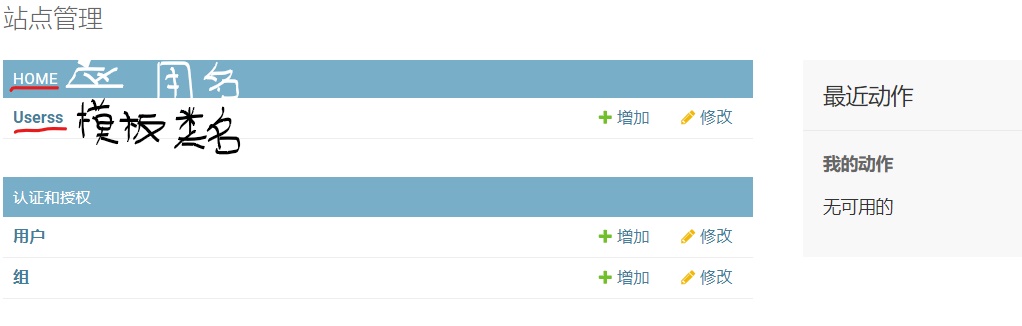 站点管理
HOME 应用名
Userss 模板类名 增加 修改
认证和授权
用户 增加 修改
组 增加 修改
最近动作
我的动作
无可用的